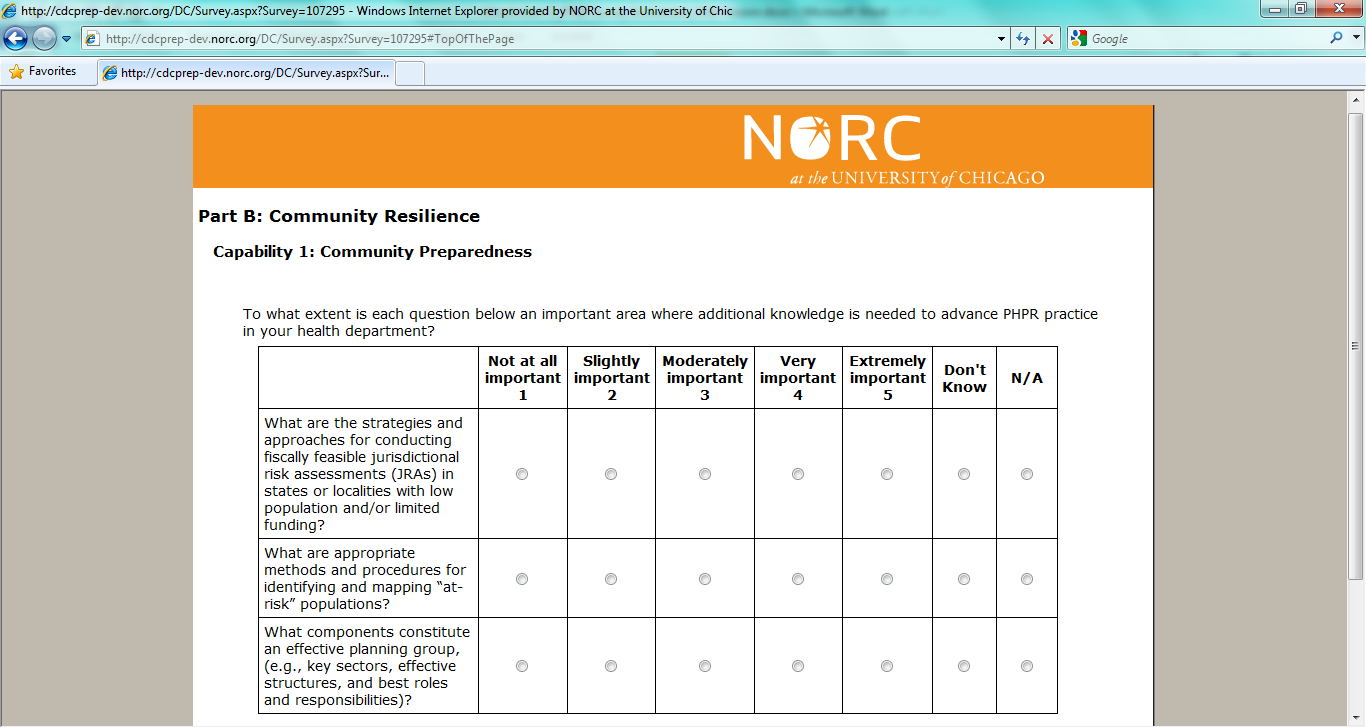 http://cdcprep-dev.norc.org/DC/Survey.aspx?Survey=107295 - Windows Internet Explorer provided by NORC at the University of Chic
http://cdcprep-dev.norc.org/DC/Survey.aspx?Survey=107295#TopOfThePage
Google
Favorites
http://cdcprep-dev.norc.org/DC/Survey.aspx?Sur...
NORC
at the UNIVERSITY of CHICAGO
Part B: Community Resilience
Capability 1: Community Preparedness
To what extent is each question below an important area where additional knowledge is needed to advance PHPR practice
in your health department?
Not at all important 1
Slightly important 2
Moderately important 3
Very important 4
Extremely important 5
Don't Know
N/A
What are the strategies and
approaches for conducting
fiscally feasible jurisdictional
risk assessments (JRAs) in
states or localities with low
population and/or limited
funding?
What are appropriate
methods and procedures for
identifying and mapping “at-
risk” populations?
What components constitute
an effective planning group,
(e.g., key sectors, effective
structures, and best roles
and responsibilities)?